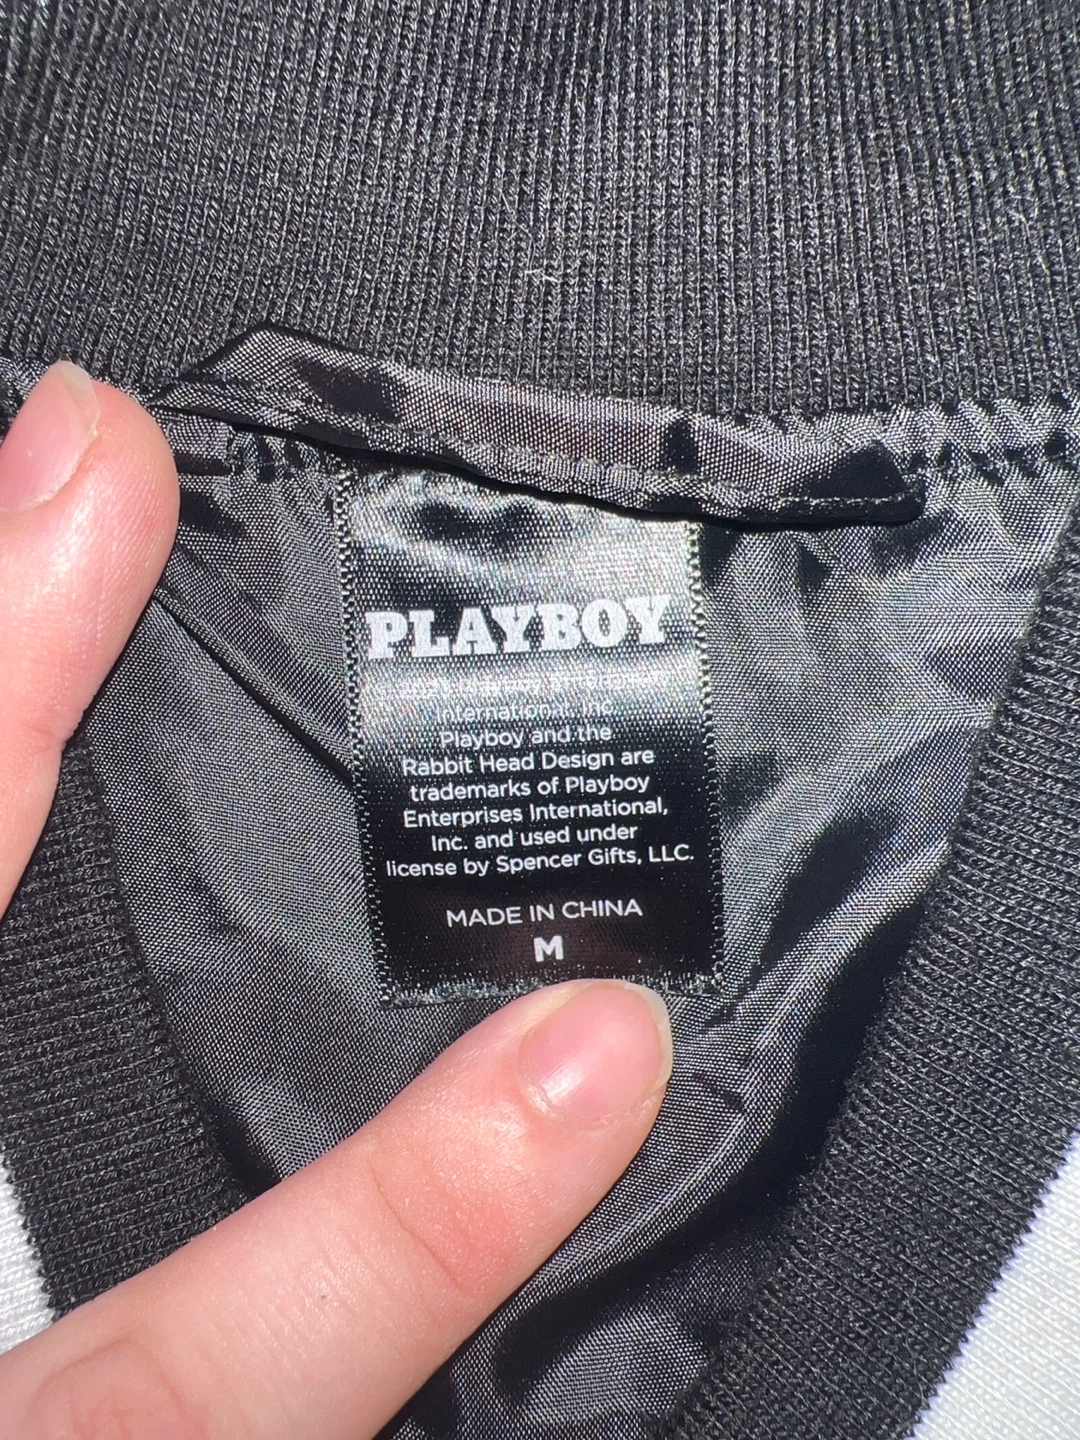 PLAYBOY
International, Inc.
Playboy and the
Rabbit Head Design are
trademarks of Playboy
Enterprises International,
Inc. and used under
license by Spencer Gifts, LLC.
MADE IN CHINA
M